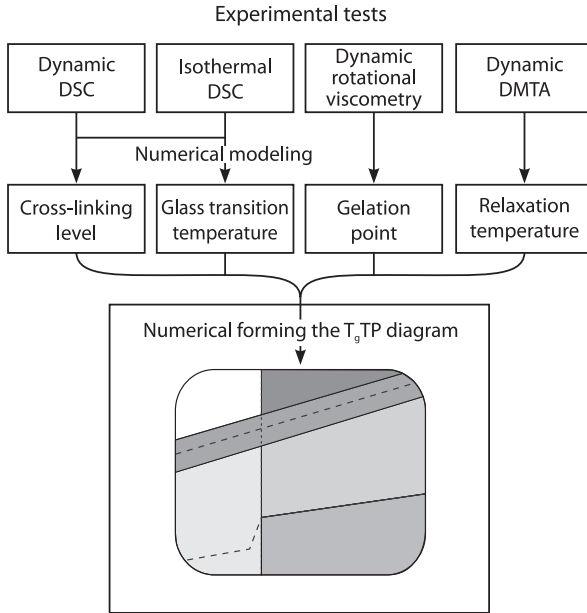 Experimental tests
Dynamic
DSC
Isothermal
DSC
Dynamic
rotational
viscometry
Dynamic
DMTA
Numerical modeling
Cross-linking
level
Glass transition
temperature
Gelation
point
Relaxation
temperature
Numerical forming the TgTP diagram